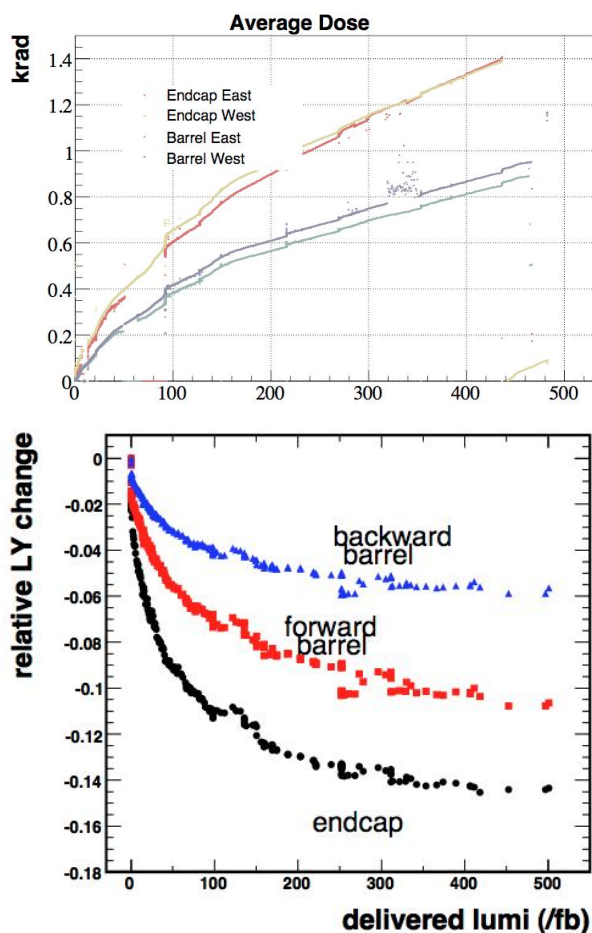 Average Dose
krad
1.4
1.2
1
0.8
0.6
0.4
0.2
0
Endcap East
Endcap West
Barrel East
Barrel West
0 100 200 300 400 500
relative LY change
0
-0.02
-0.04
-0.06
-0.08
-0.1
-0.12
-0.14
-0.16
-0.18
backward
barrel
forward
barrel
endcap
0 100 200 300 400 500
delivered lumi (/fb)